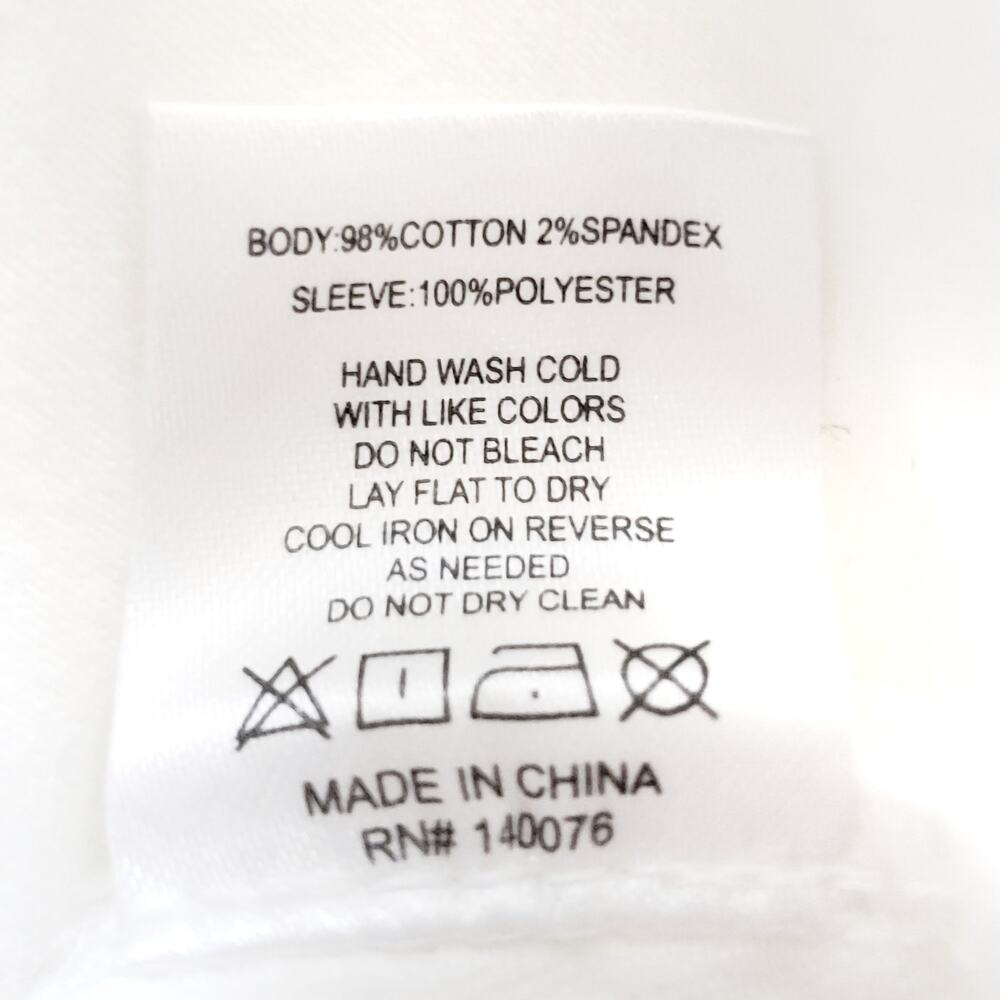 BODY:98%COTTON 2%SPANDEX
SLEEVE:100%POLYESTER
HAND WASH COLD
WITH LIKE COLORS
DO NOT BLEACH
LAY FLAT TO DRY
COOL IRON ON REVERSE
AS NEEDED
DO NOT DRY CLEAN
MADE IN CHINA
RN# 140076